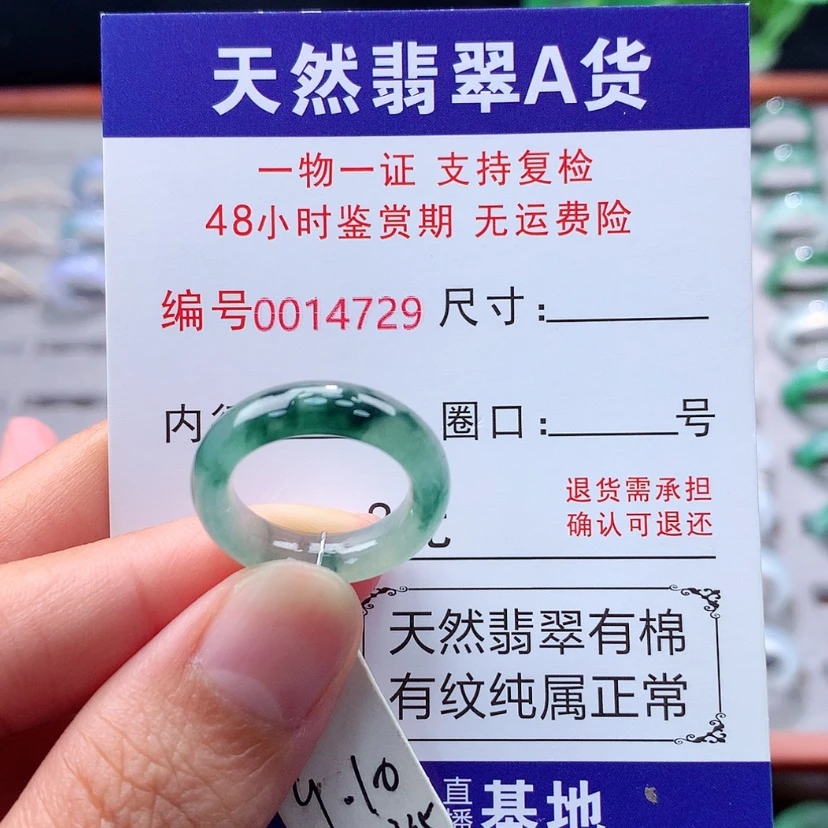 天然翡翠A货
一物一证 支持复检
48小时鉴赏期 无运费险
编号0014729 尺寸：
内 圈口：号
退货需承担
确认可退还
天然翡翠有棉
有纹纯属正常
直播 基地